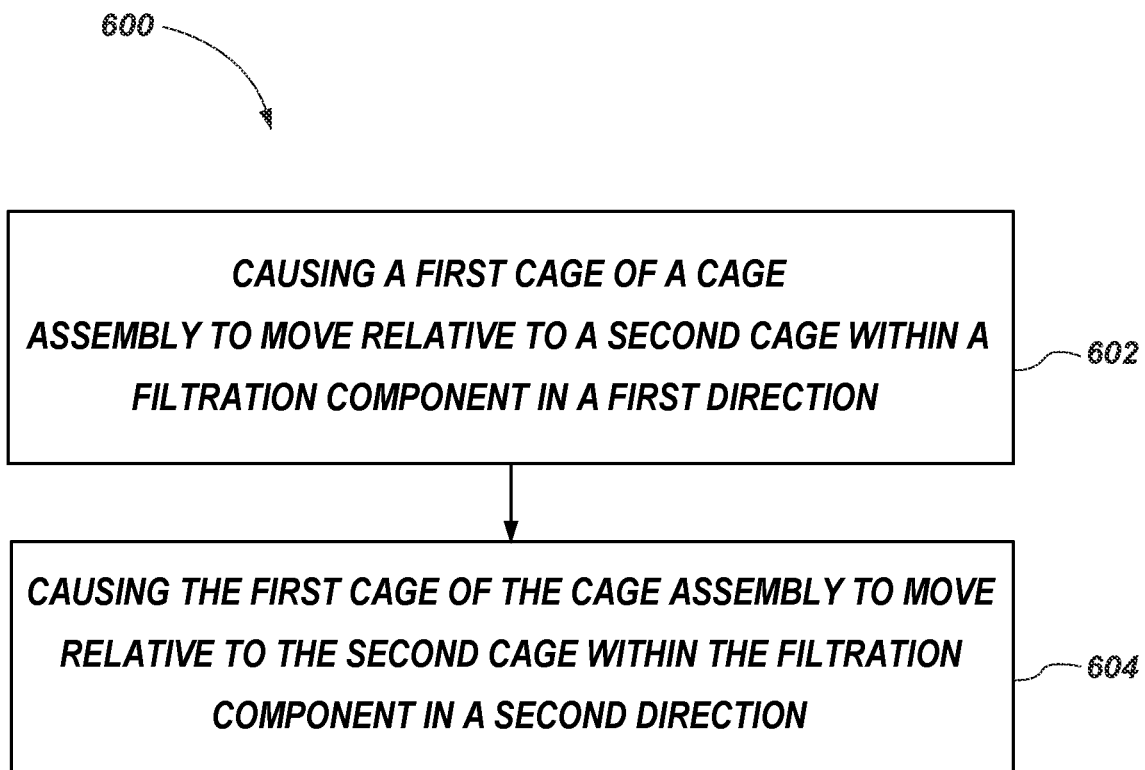 600
CAUSING A FIRST CAGE OF A CAGE
ASSEMBLY TO MOVE RELATIVE TO A SECOND CAGE WITHIN A
FILTRATION COMPONENT IN A FIRST DIRECTION
602
CAUSING THE FIRST CAGE OF THE CAGE ASSEMBLY TO MOVE
RELATIVE TO THE SECOND CAGE WITHIN THE FILTRATION
COMPONENT IN A SECOND DIRECTION
604